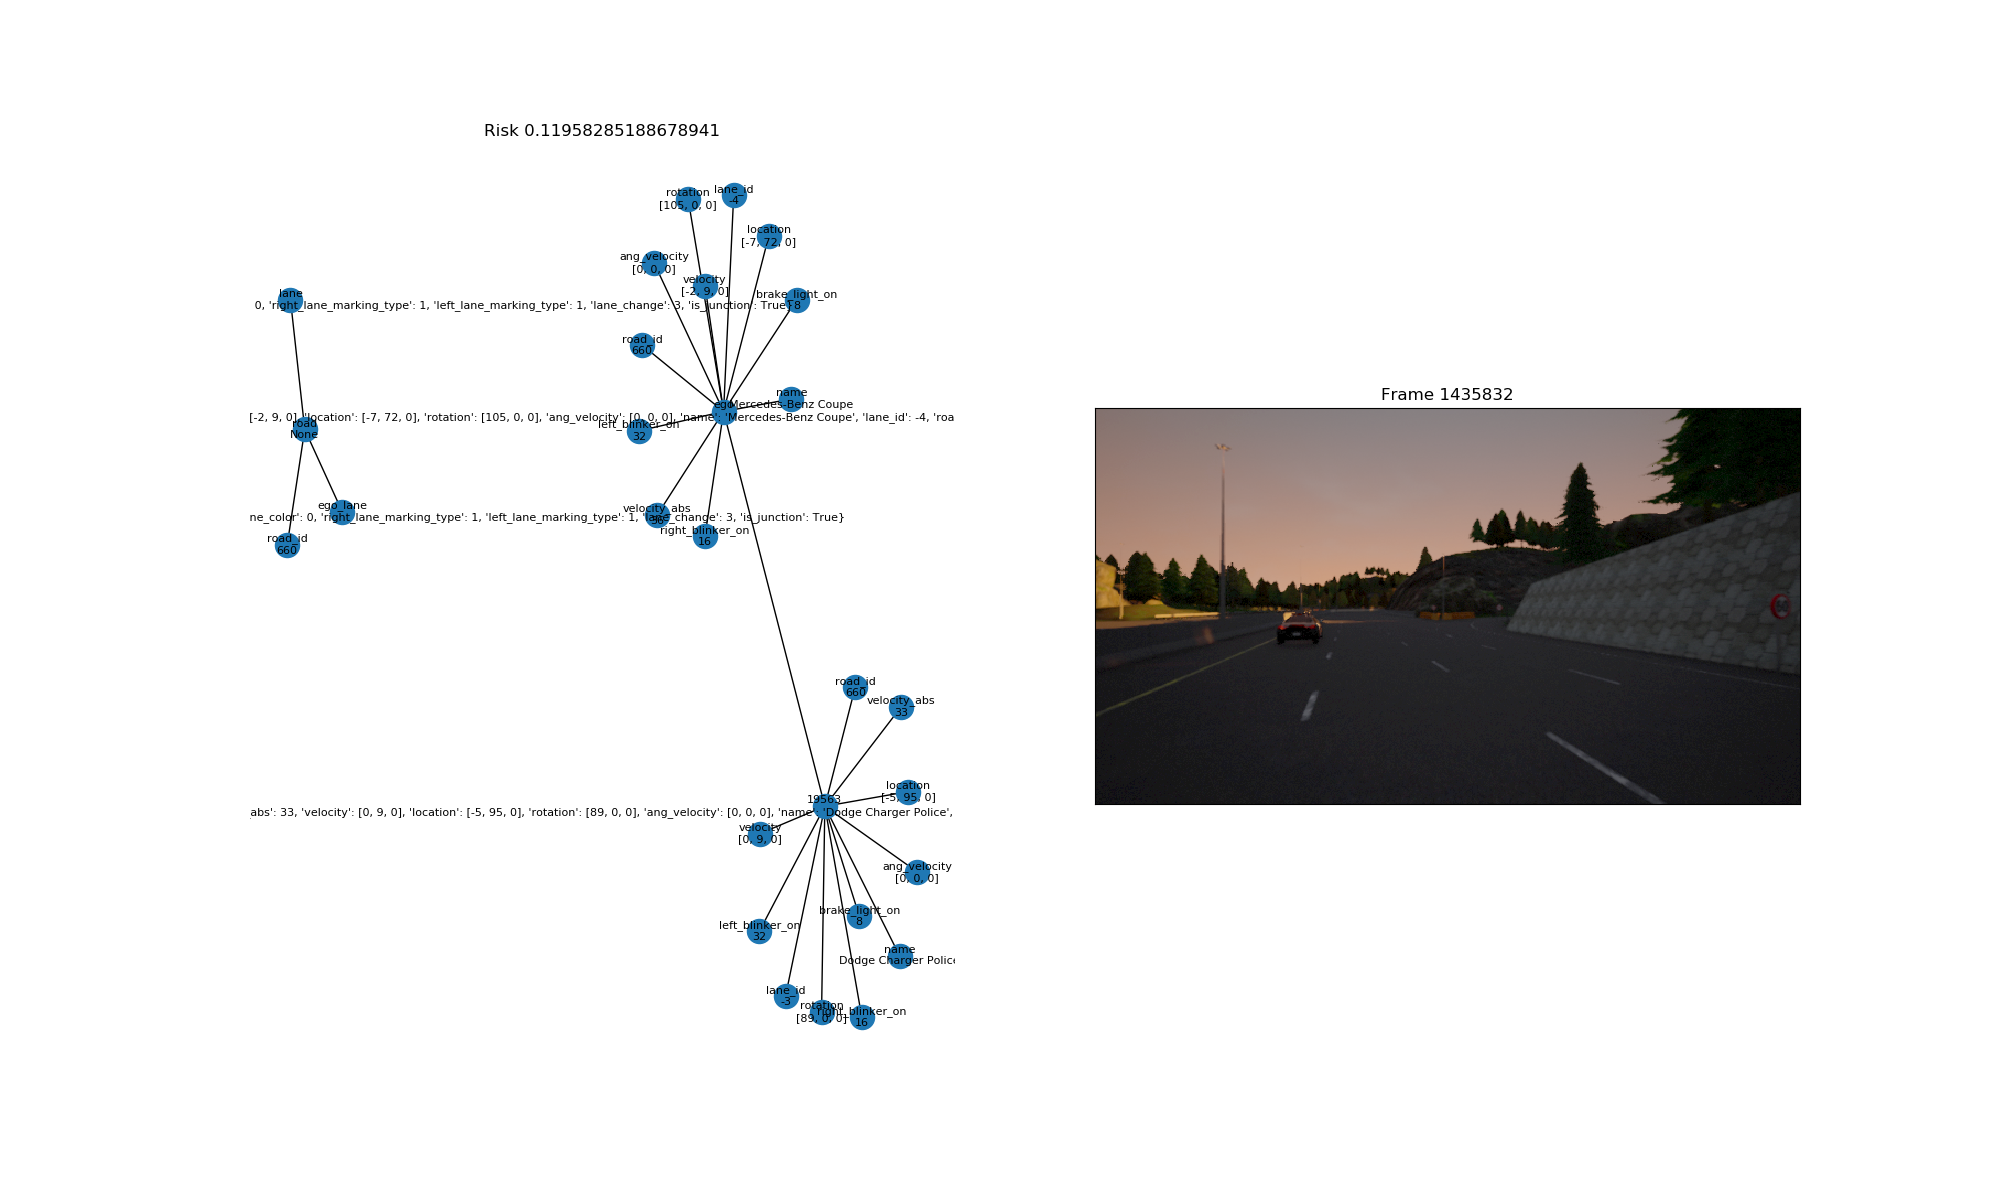 Risk 0.11958285188678941
rotation
[105, 0, 0]
lane_id
-4
location
[-7, 72, 0]
ang_velocity
[0, 0, 0]
velocity
[-2, 9, 0]
brake_light_on
8
lane
0, 'right_lane_marking_type': 1, 'left_lane_marking_type': 1, 'lane_change': 3, 'is_junction': True}
road_id
660
name
Mercedes-Benz Coupe
ego
[-2, 9, 0], 'location': [-7, 72, 0], 'rotation': [105, 0, 0], 'ang_velocity': [0, 0, 0], 'name': 'Mercedes-Benz Coupe', 'lane_id': -4, 'roa
left_blinker_on
32
road
None
ego_lane
ne_color': 0, 'right_lane_marking_type': 1, 'left_lane_marking_type': 1, 'lane_change': 3, 'is_junction': True}
velocity_abs
right_blinker_on
16
road_id
660
road_id
660
velocity_abs
33
location
[-5, 95, 0]
19563
abs': 33, 'velocity': [0, 9, 0], 'location': [-5, 95, 0], 'rotation': [89, 0, 0], 'ang_velocity': [0, 0, 0], 'name': 'Dodge Charger Police',
velocity
[0, 9, 0]
ang_velocity
[0, 0, 0]
brake_light_on
8
left_blinker_on
32
name
Dodge Charger Police
lane_id
-3
rotation
[89, 0, 0]
right_blinker_on
16
Frame 1435832